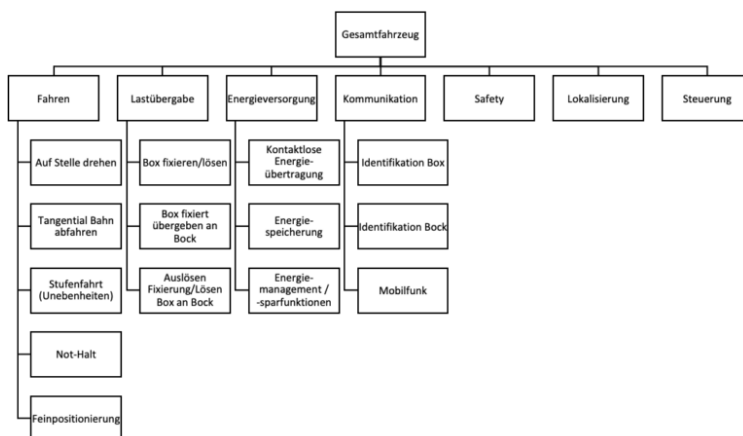 Gesamtfahrzeug
Fahren
Lastübergabe
Energieversorgung
Kommunikation
Safety
Lokalisierung
Steuerung
Auf Stelle drehen
Tangential Bahn
abfahren
Stufenfahrt
(Unebenheiten)
Not-Halt
Feinpositionierung
Box fixieren/lösen
Box fixiert
übergeben an
Bock
Auslösen
Fixierung/Lösen
Box an Bock
Kontaktlose
Energie-
übertragung
Energie-
speicherung
Energie-
management /
-sparfunktionen
Identifikation Box
Identifikation Bock
Mobilfunk